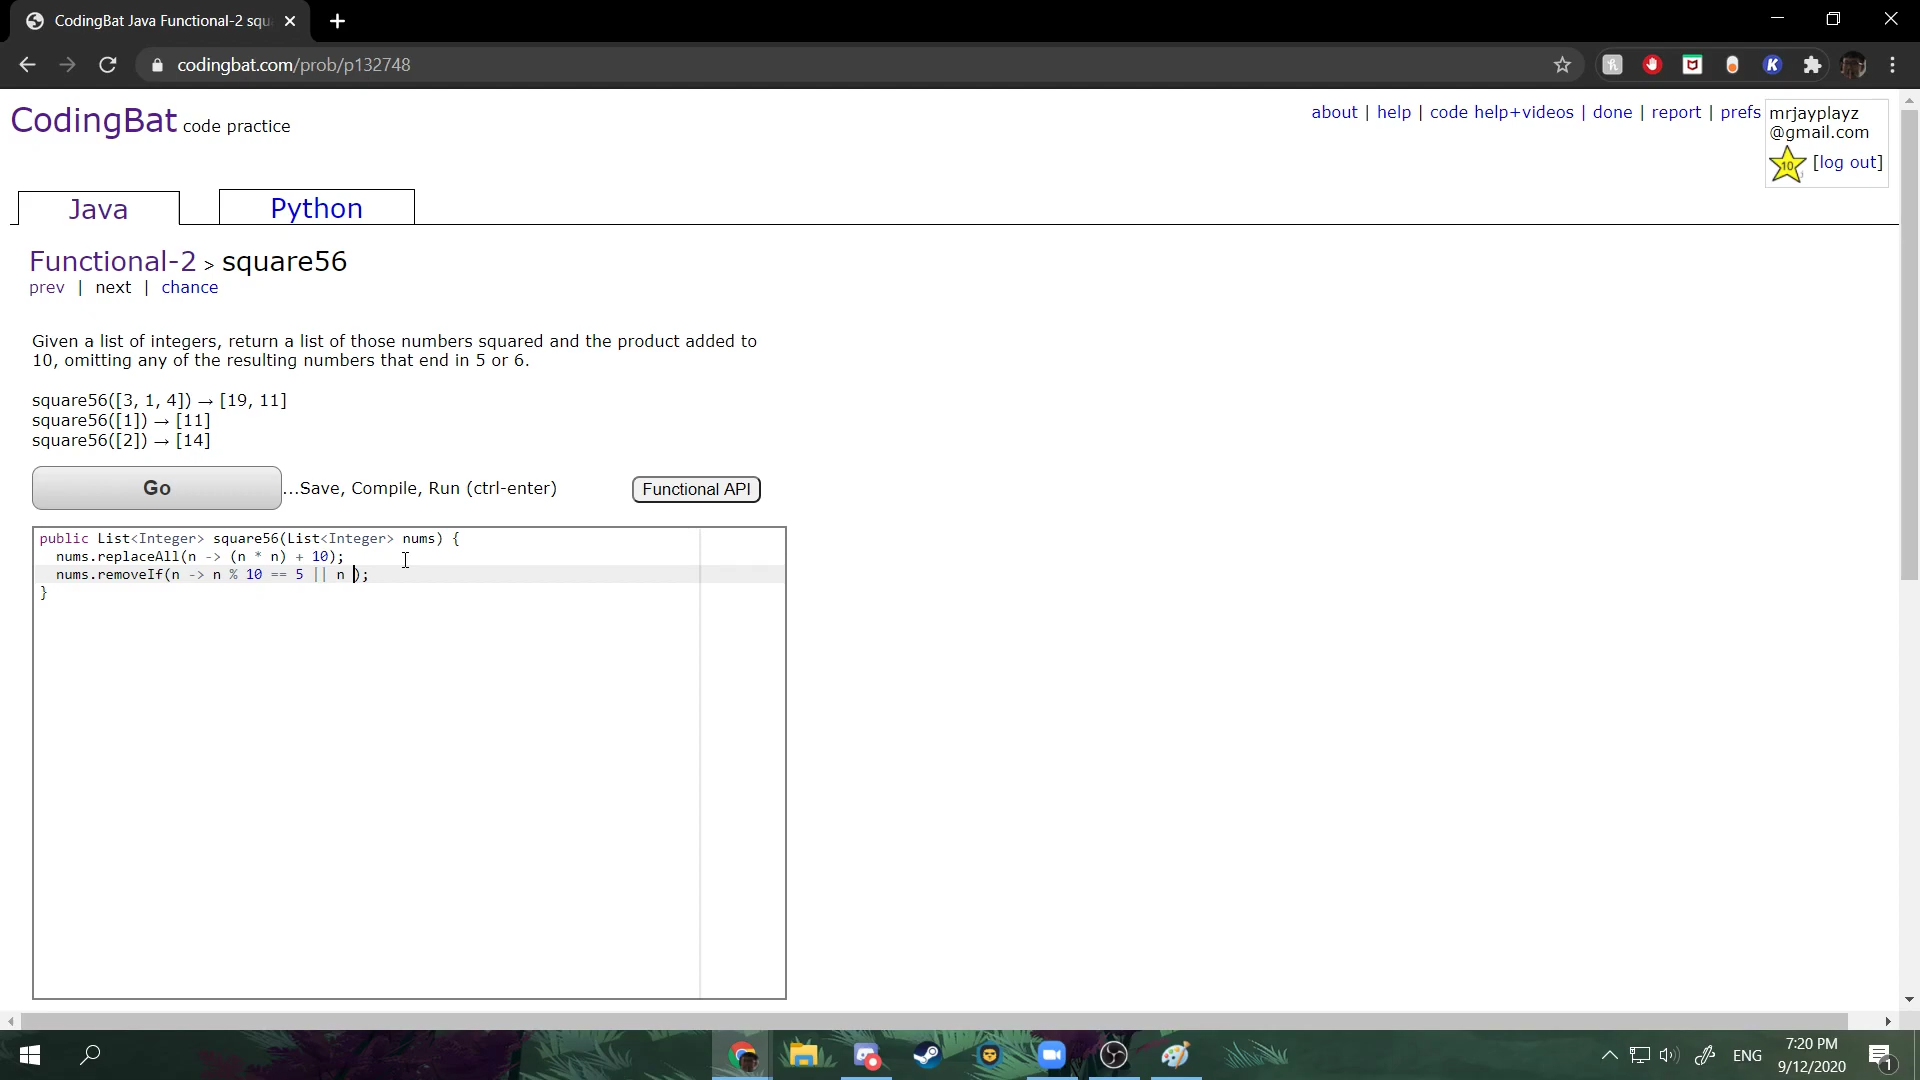 CodingBat Java Functional-2 squ
codingbat.com/prob/p132748
CodingBat code practice
about | help | code help+videos | done | report | prefs
mrjayplayz
@gmail.com
10
[log out]
Java
Python
Functional-2 > square56
prev | next | chance
Given a list of integers, return a list of those numbers squared and the product added to
10, omitting any of the resulting numbers that end in 5 or 6.
square56([3, 1, 4]) → [19, 11]
square56([1]) → [11]
square56([2]) → [14]
Go
...Save, Compile, Run (ctrl-enter)
Functional API
public List<Integer> square56(List<Integer> nums) {
nums.replaceAll(n -> (n * n) + 10);
nums.removeIf(n -> n % 10 == 5 || n );
}
ENG
7:20 PM
9/12/2020
1